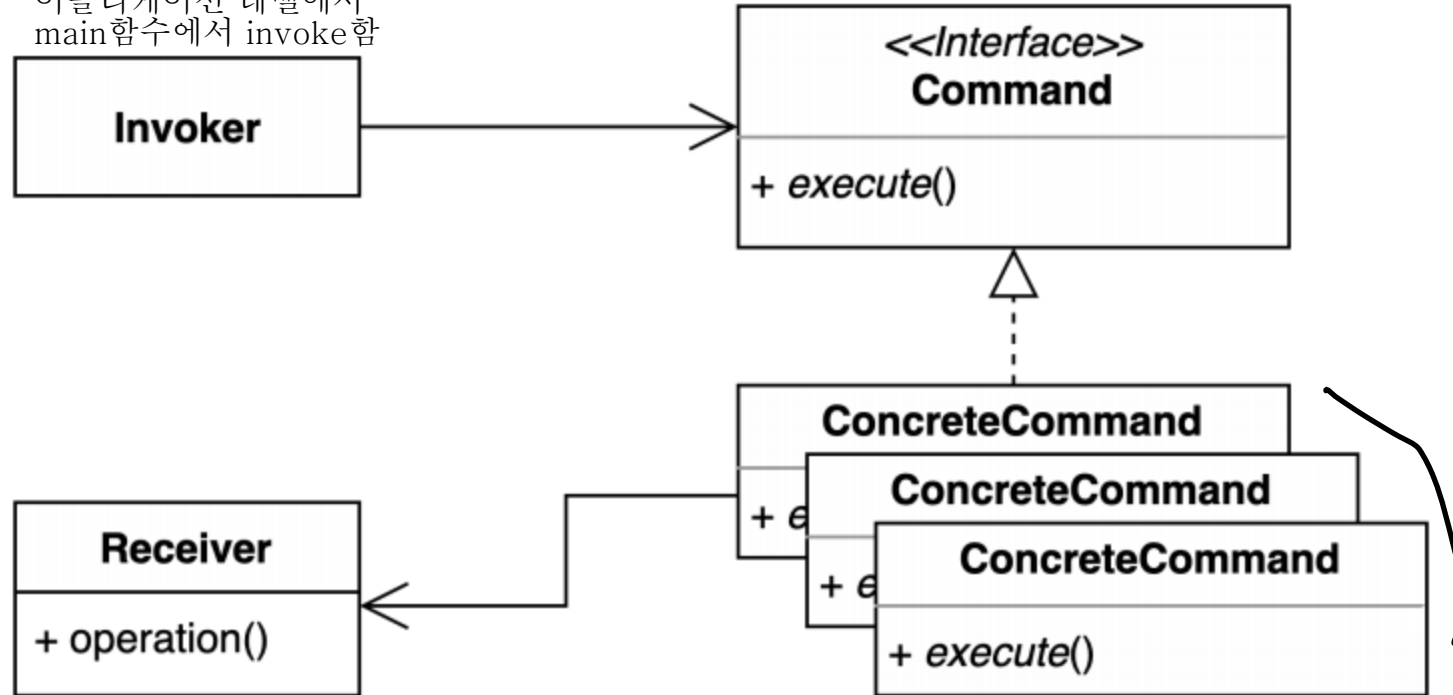 main함수에서 invoke함
Invoker
<<Interface>>
Command
+ execute()
ConcreteCommand
+ e
ConcreteCommand
+ e
ConcreteCommand
+ execute()
Receiver
+ operation()